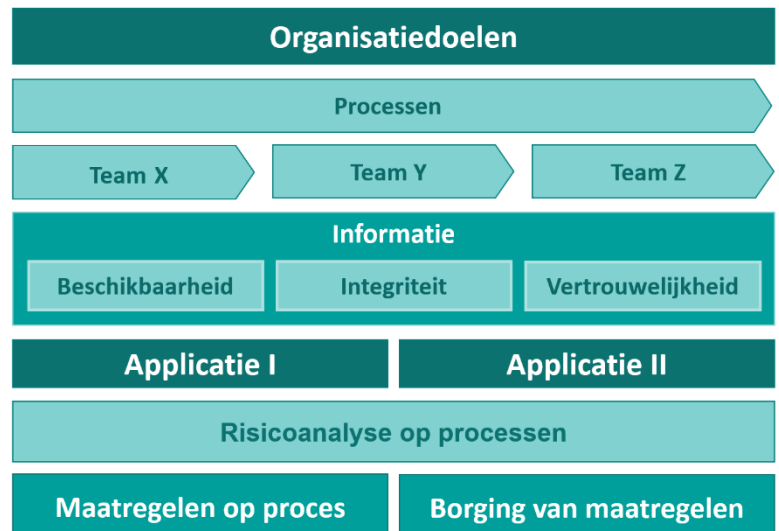 Organisatiedoelen
Processen
Team X
Team Y
Team Z
Informatie
Beschikbaarheid
Integriteit
Vertrouwelijkheid
Applicatie I
Applicatie II
Risicoanalyse op processen
Maatregelen op proces
Borging van maatregelen